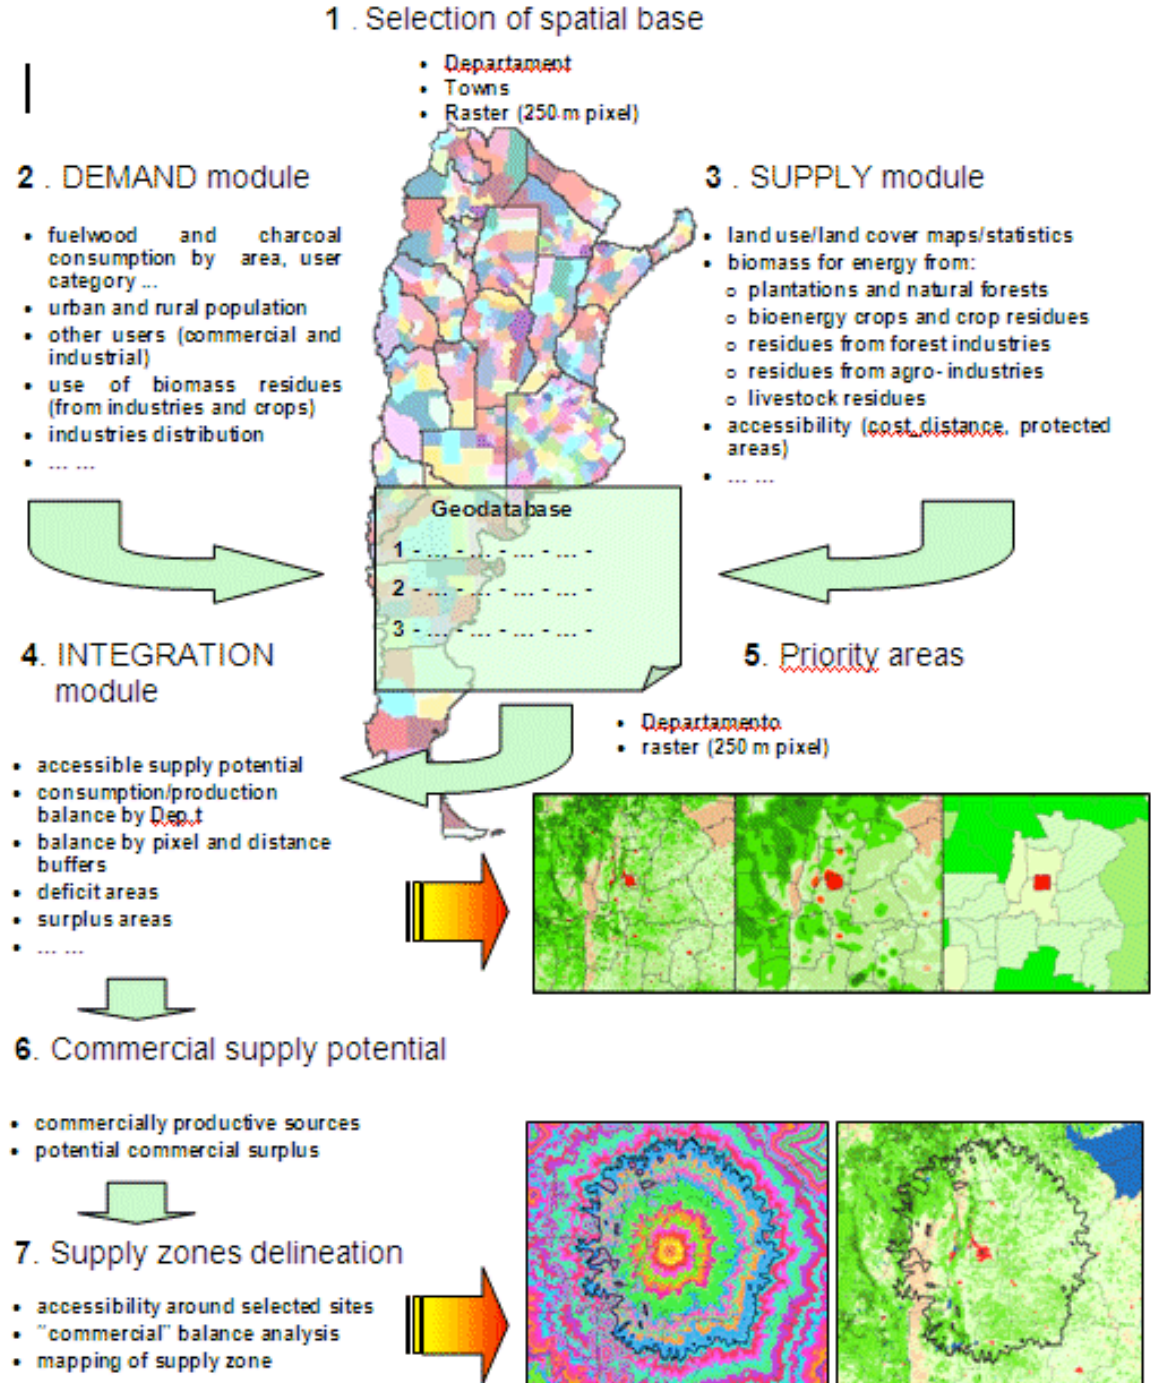 1 . Selection of spatial base
• Departament
• Towns
• Raster (250 m pixel)
2 . DEMAND module
• fuelwood and charcoal
consumption by area, user
category ...
• urban and rural population
• other users (commercial and
industrial)
• use of biomass residues
(from industries and crops)
• industries distribution
• ... ...
3 . SUPPLY module
• land use/land cover maps/statistics
• biomass for energy from:
o plantations and natural forests
o bioenergy crops and crop residues
o residues from forest industries
o residues from agro-industries
o livestock residues
• accessibility (cost_distance, protected
areas)
• ... ...
Geodatabase
1 - ... - ... - ... - ... -
2 - ... - ... - ... - ... -
3 - ... - ... - ... - ... -
4. INTEGRATION
module
• accessible supply potential
• consumption/production
balance by Dep.t
• balance by pixel and distance
buffers
• deficit areas
• surplus areas
• ... ...
5. Priority areas
• Departamento
• raster (250 m pixel)
6. Commercial supply potential
• commercially productive sources
• potential commercial surplus
7. Supply zones delineation
• accessibility around selected sites
• "commercial" balance analysis
• mapping of supply zone